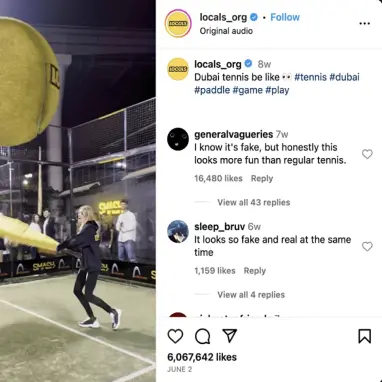 locals_org • Follow
Original audio
LOCALS
locals_org 8w
Dubai tennis be like 👀 #tennis #dubai
#paddle #game #play
generalvagueries 7w
I know it's fake, but honestly this
looks more fun than regular tennis.
16,480 likes Reply
View all 43 replies
sleep_bruv 6w
It looks so fake and real at the same
time
1,159 likes Reply
View all 4 replies
6,067,642 likes
JUNE 2
SMASH